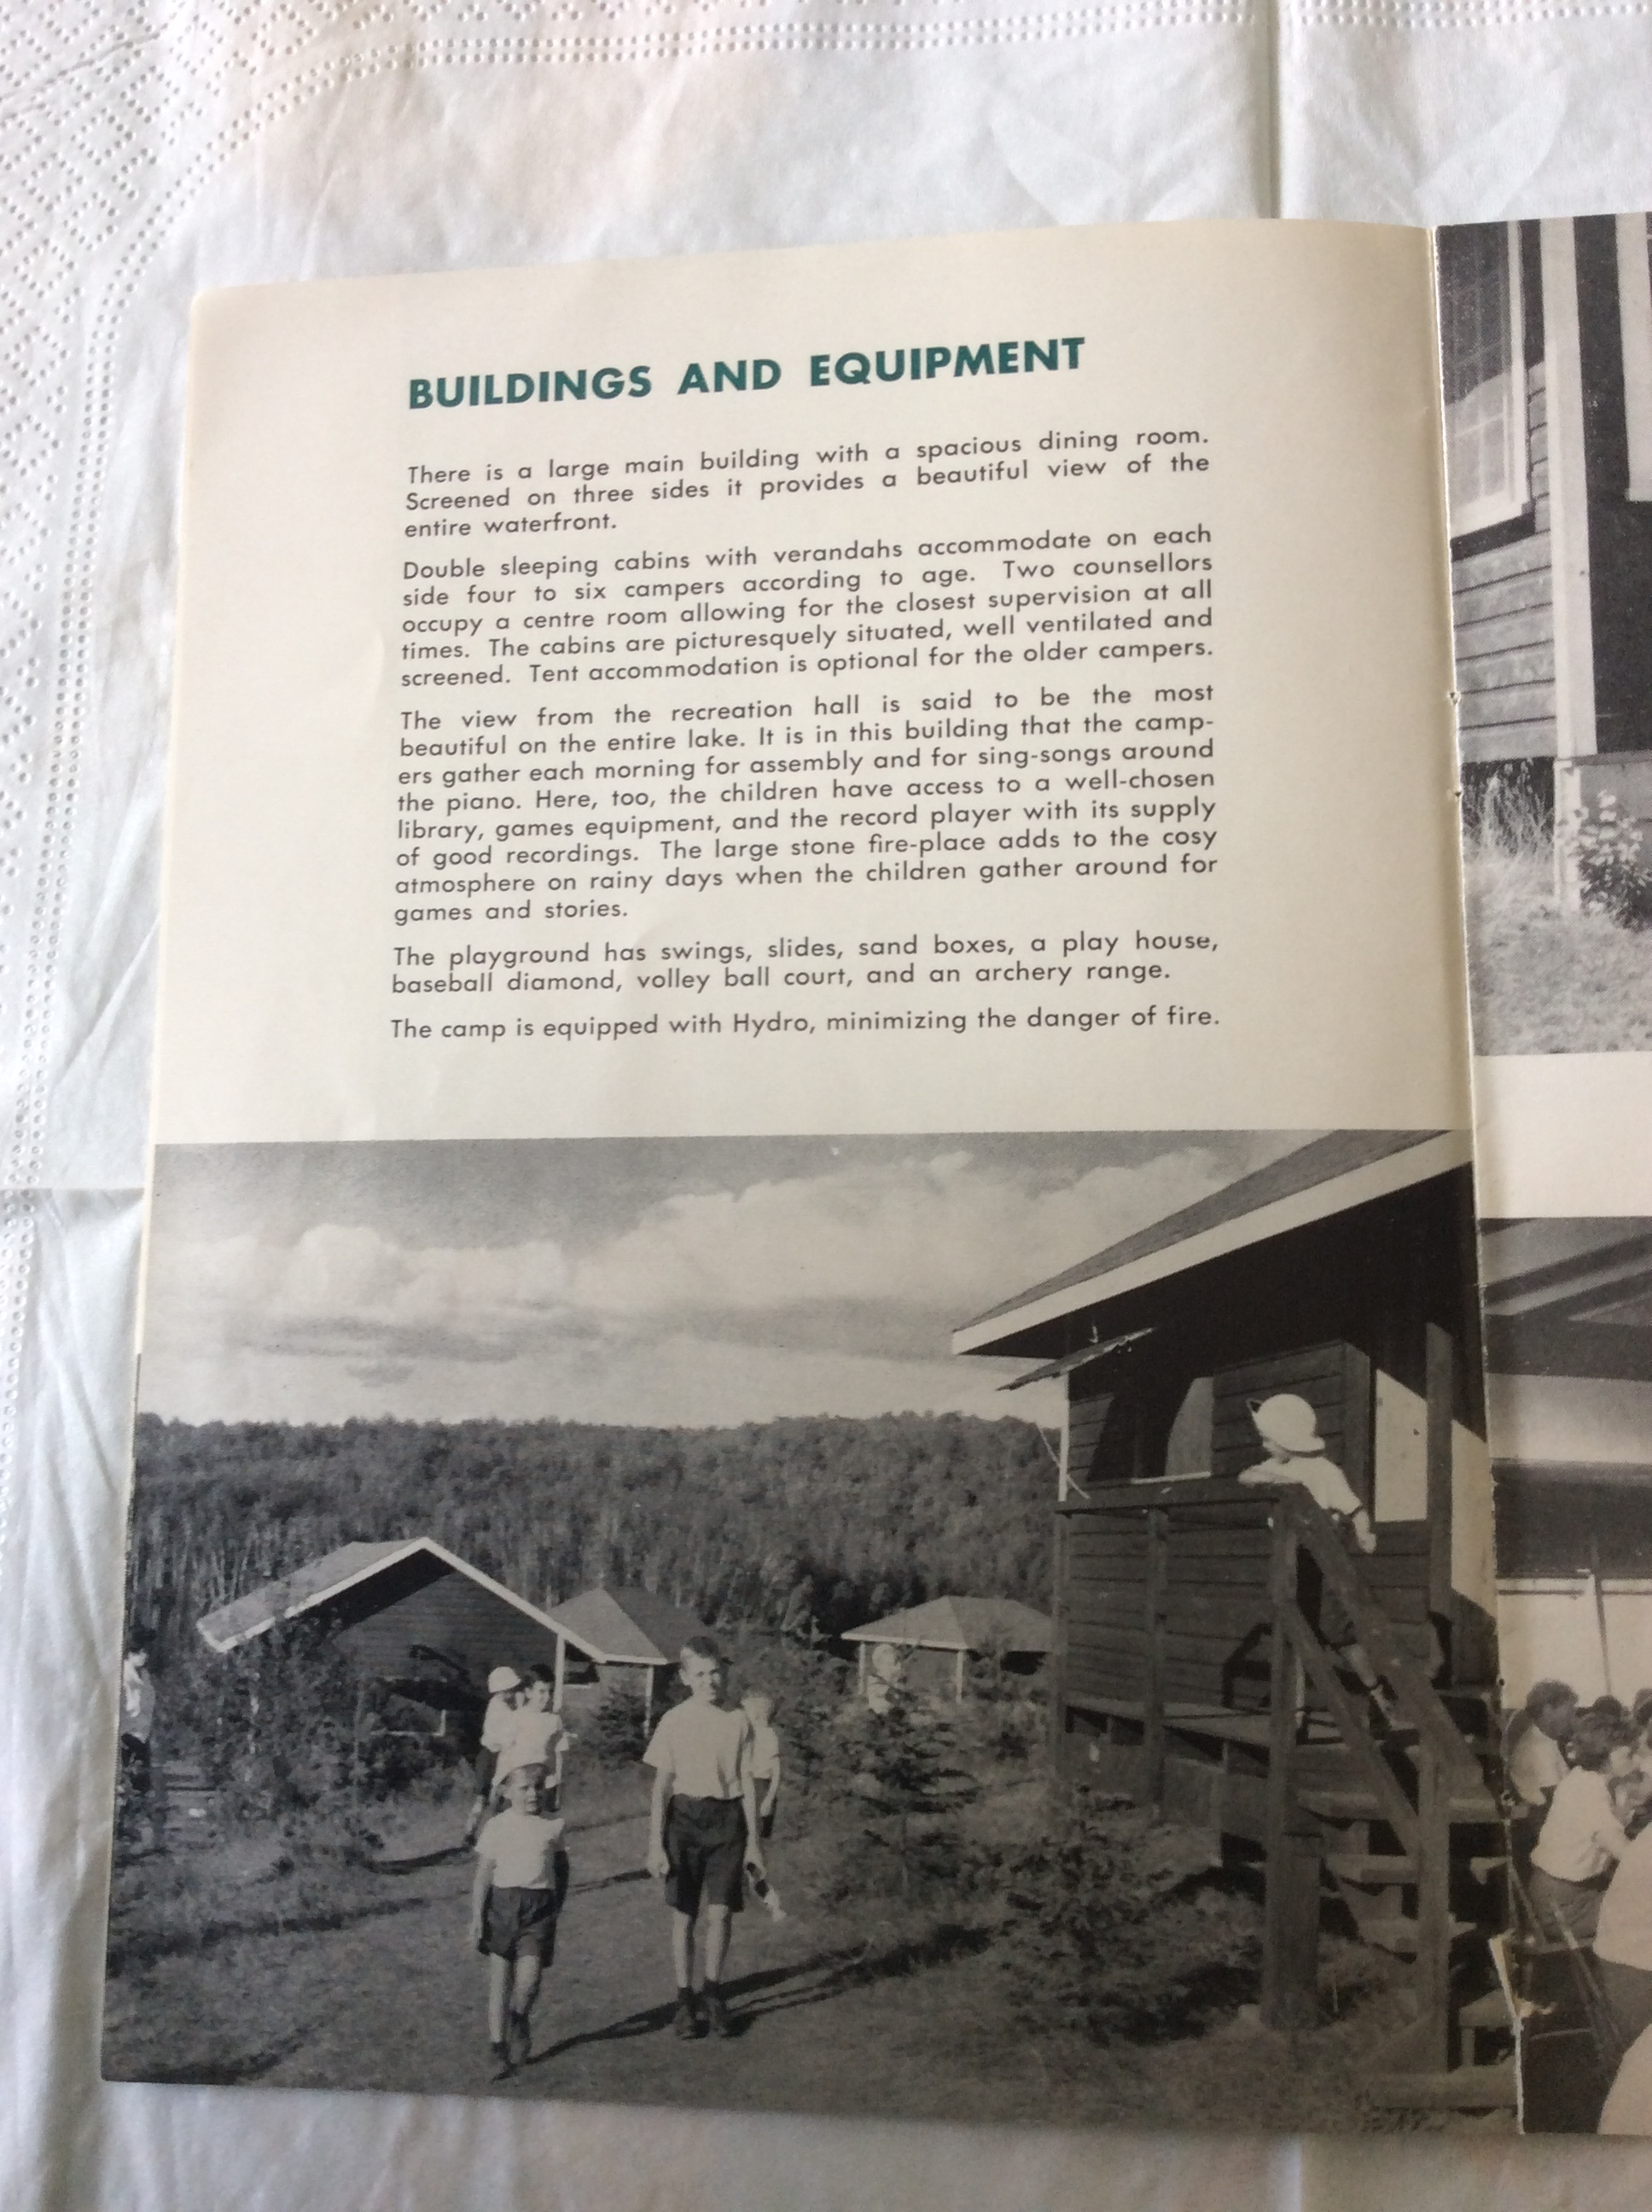 BUILDINGS AND EQUIPMENT
There is a large main building with a spacious dining room.
Screened on three sides it provides a beautiful view of the
entire waterfront.
Double sleeping cabins with verandahs accommodate on each
side four to six campers according to age. Two counsellors
occupy a centre room allowing for the closest supervision at all
times. The cabins are picturesquely situated, well ventilated and
screened. Tent accommodation is optional for the older campers.
The view from the recreation hall is said to be the most
beautiful on the entire lake. It is in this building that the camp-
ers gather each morning for assembly and for sing-songs around
the piano. Here, too, the children have access to a well-chosen
library, games equipment, and the record player with its supply
of good recordings. The large stone fire-place adds to the cosy
atmosphere on rainy days when the children gather around for
games and stories.
The playground has swings, slides, sand boxes, a play house,
baseball diamond, volley ball court, and an archery range.
The camp is equipped with Hydro, minimizing the danger of fire.